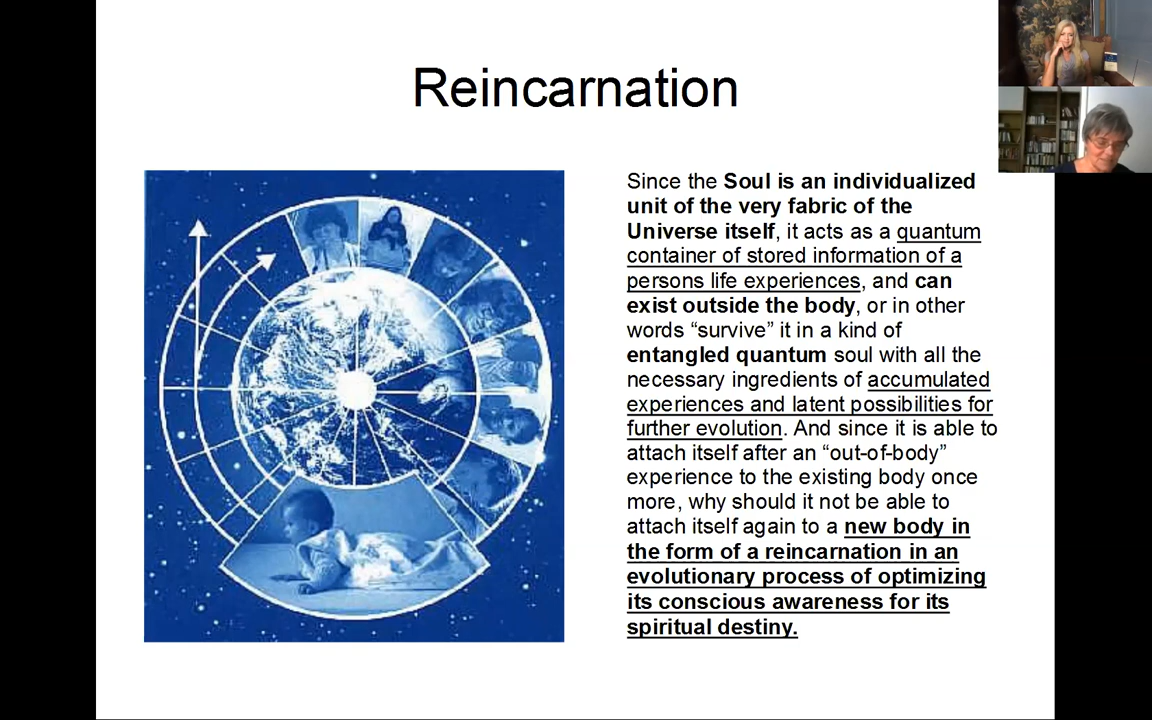 Reincarnation
Since the Soul is an individualized
unit of the very fabric of the
Universe itself, it acts as a quantum
container of stored information of a
persons life experiences, and can
exist outside the body, or in other
words “survive” it in a kind of
entangled quantum soul with all the
necessary ingredients of accumulated
experiences and latent possibilities for
further evolution. And since it is able to
attach itself after an “out-of-body”
experience to the existing body once
more, why should it not be able to
attach itself again to a new body in
the form of a reincarnation in an
evolutionary process of optimizing
its conscious awareness for its
spiritual destiny.